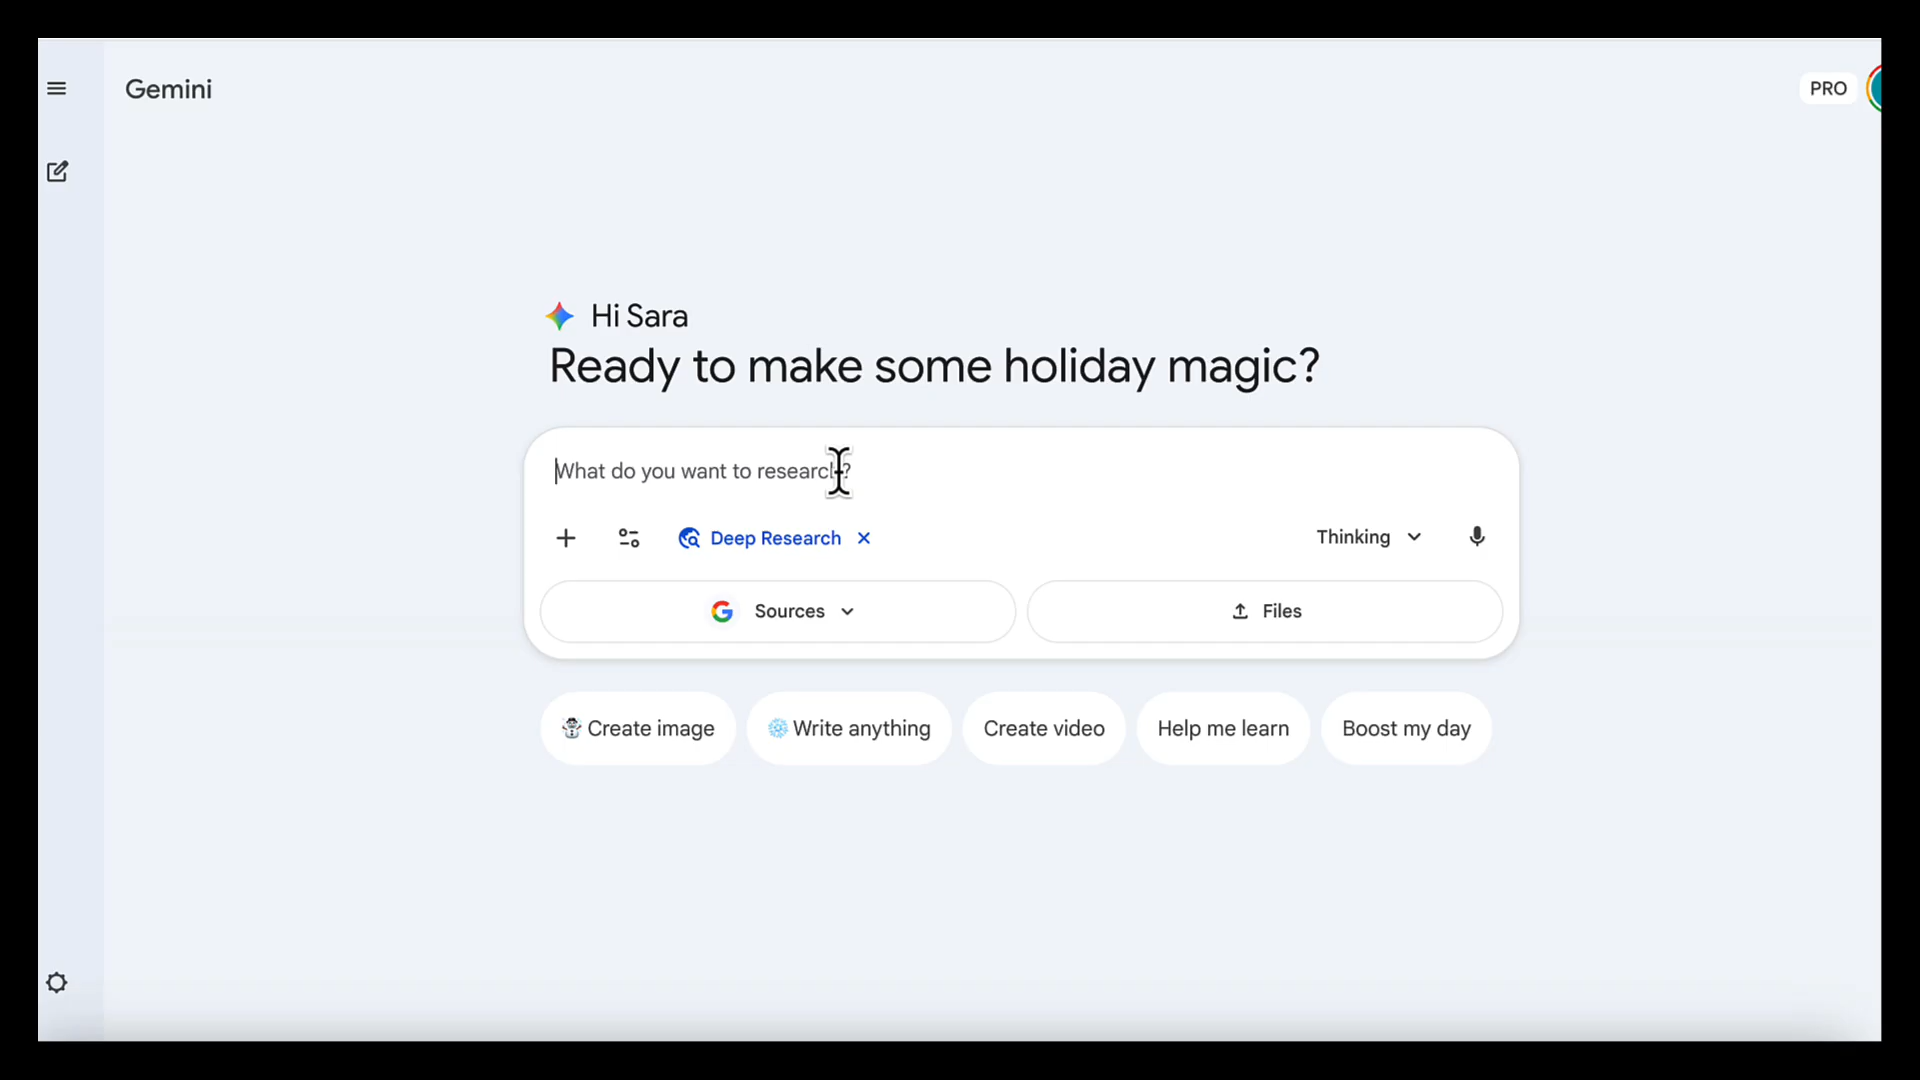 Gemini
PRO
Hi Sara
Ready to make some holiday magic?
What do you want to research?
Deep Research
Thinking
Sources
Files
Create image
Write anything
Create video
Help me learn
Boost my day